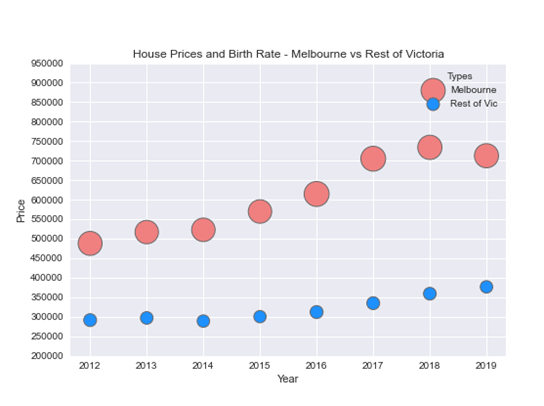 House Prices and Birth Rate - Melbourne vs Rest of Victoria
950000
900000
850000
800000
750000
700000
650000
600000
550000
500000
450000
400000
350000
300000
250000
200000
Price
Types
Melbourne
Rest of Vic
2012 2013 2014 2015 2016 2017 2018 2019
Year